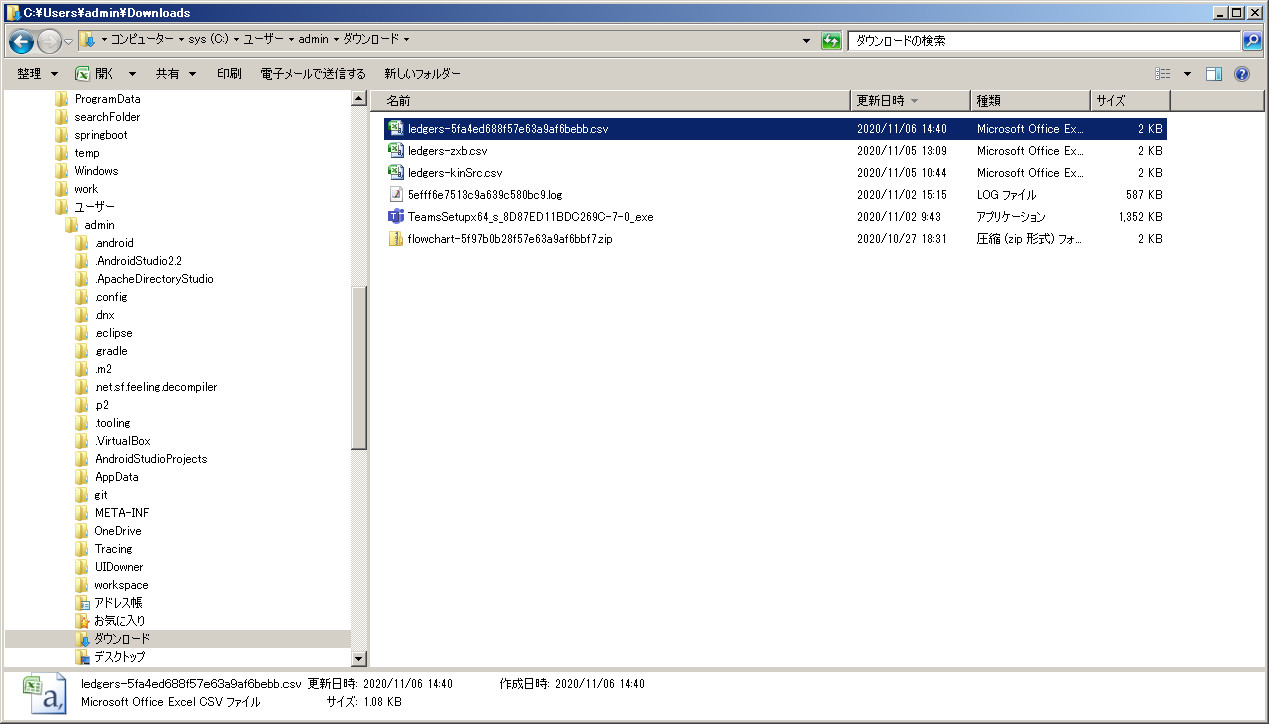 C:¥Users¥admin¥Downloads
コンピューター sys (C:) ユーザー admin ダウンロード
ダウンロードの検索
整理 開く 共有 印刷 電子メールで送信する 新しいフォルダー
ProgramData
searchFolder
springboot
temp
Windows
work
ユーザー
admin
.android
.AndroidStudio2.2
.ApacheDirectoryStudio
.config
.dnx
.eclipse
.gradle
.m2
.net.sf.feeling.decompiler
.p2
.tooling
.VirtualBox
AndroidStudioProjects
AppData
git
META-INF
OneDrive
Tracing
UIDowner
workspace
アドレス帳
お気に入り
ダウンロード
デスクトップ
名前 更新日時 種類 サイズ
ledgers-5fa4ed688f57e63a9af6bebb.csv 2020/11/06 14:40 Microsoft Office Ex... 2 KB
ledgers-zxb.csv 2020/11/05 13:09 Microsoft Office Ex... 2 KB
ledgers-kinSrc.csv 2020/11/05 10:44 Microsoft Office Ex... 2 KB
5efff6e7513c9a639c580bc9.log 2020/11/02 15:15 LOG ファイル 587 KB
TeamsSetupx64_s_8D87ED11BDC269C-7-0_.exe 2020/11/02 9:43 アプリケーション 1,352 KB
flowchart-5f97b0b28f57e63a9af6bbf7.zip 2020/10/27 18:31 圧縮 (zip 形式) フォ... 2 KB
ledgers-5fa4ed688f57e63a9af6bebb.csv 更新日時: 2020/11/06 14:40 作成日時: 2020/11/06 14:40
Microsoft Office Excel CSV ファイル サイズ: 1.08 KB